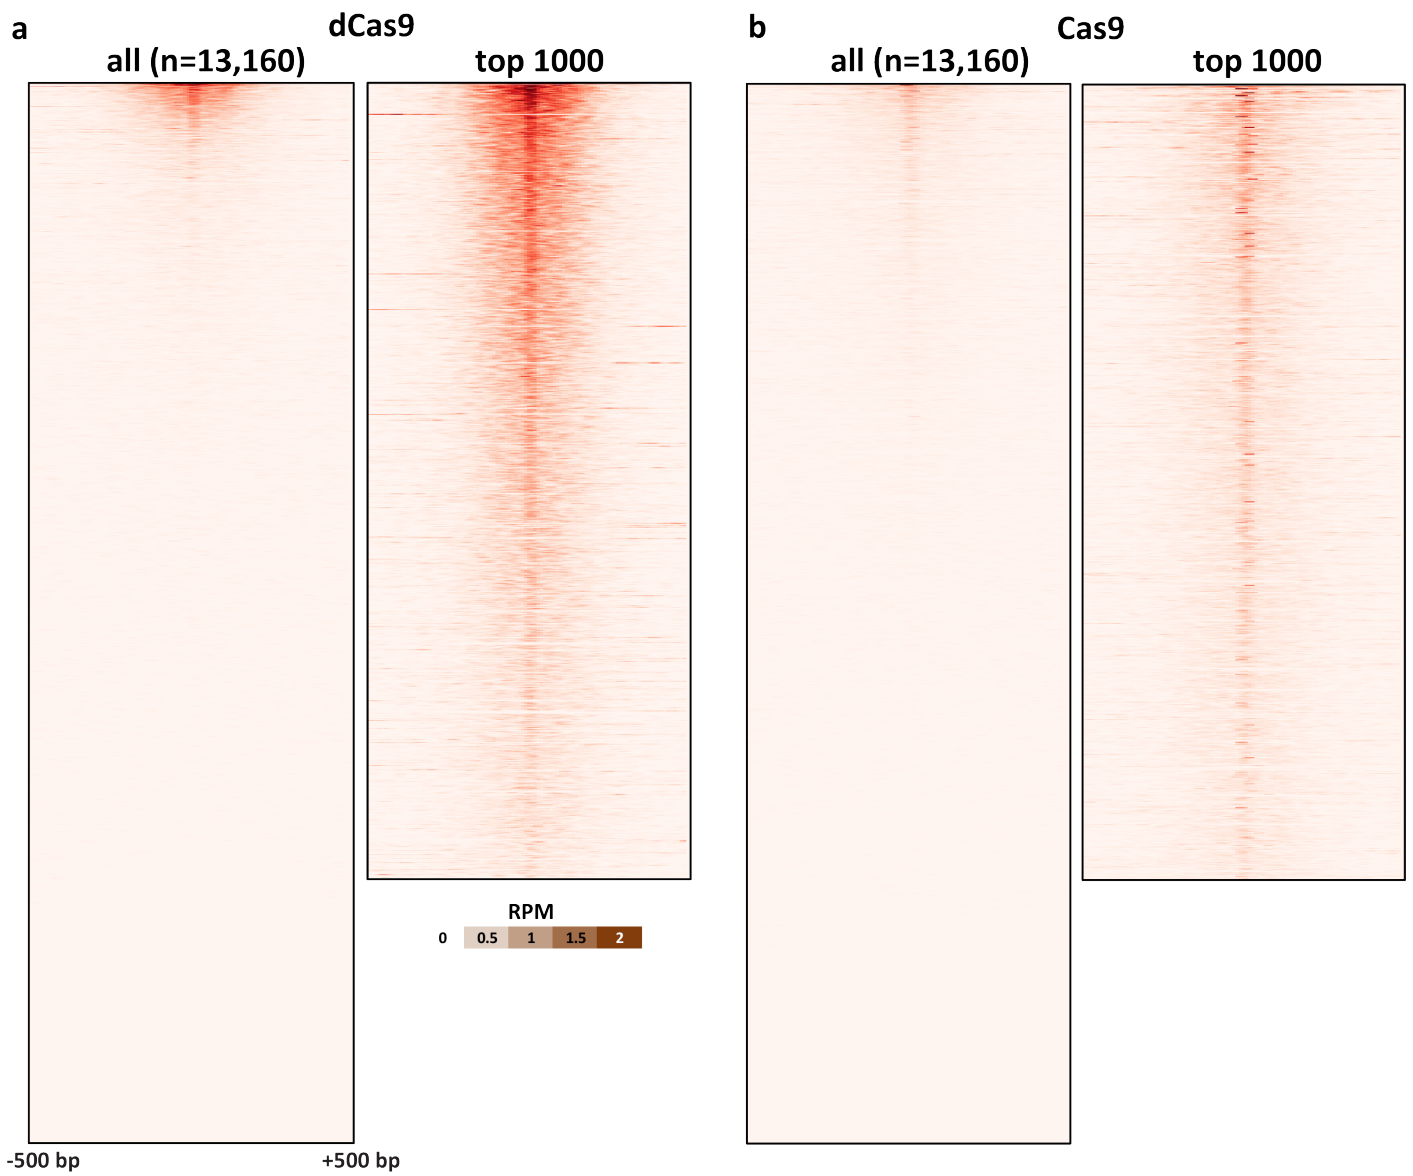 a
dCas9
all (n=13,160)
top 1000
b
Cas9
all (n=13,160)
top 1000
RPM
0 0.5 1 1.5 2
-500 bp
+500 bp